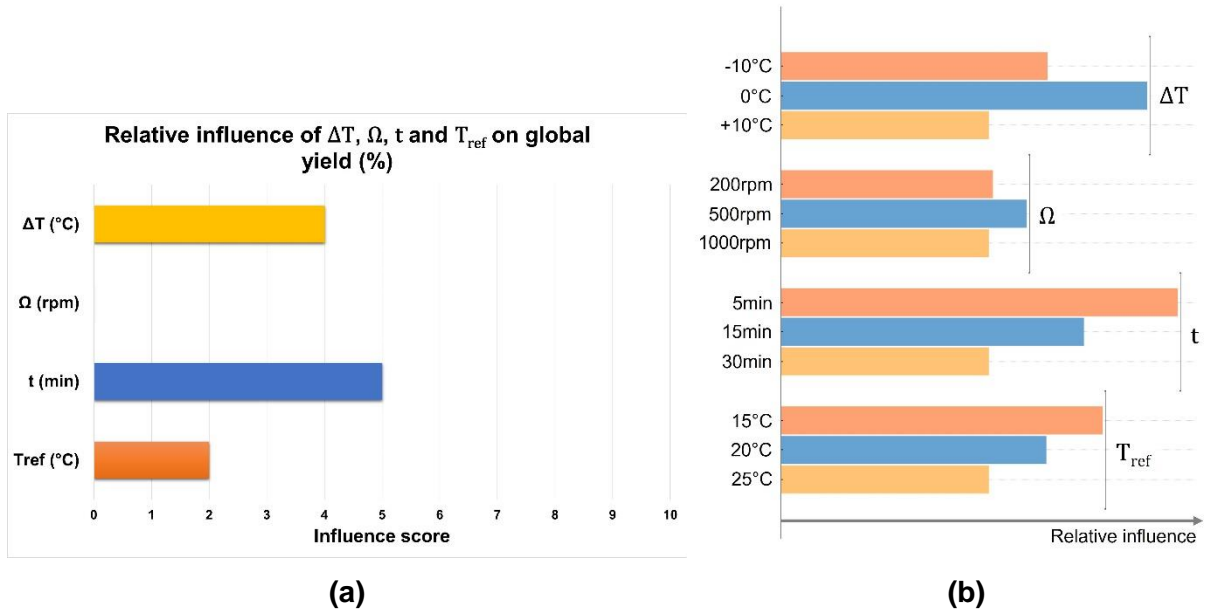 Relative influence of ΔT, Ω, t and T_ref on global
yield (%)
ΔT (°C)
Ω (rpm)
t (min)
Tref (°C)
0 1 2 3 4 5 6 7 8 9 10
Influence score
(a)
-10°C
0°C
+10°C
ΔT
200rpm
500rpm
1000rpm
Ω
5min
15min
30min
t
15°C
20°C
25°C
T_ref
Relative influence
(b)